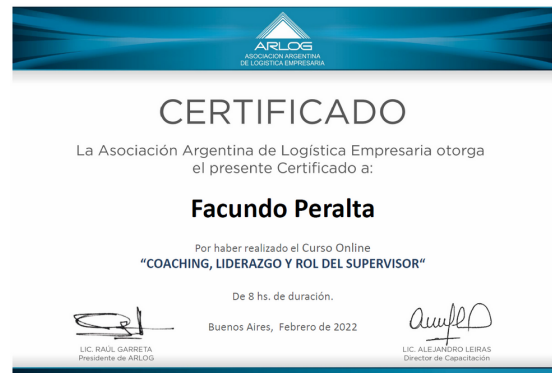 ARLOG
ASOCIACION ARGENTINA
DE LOGISTICA EMPRESARIA
CERTIFICADO
La Asociación Argentina de Logística Empresaria otorga
el presente Certificado a:
Facundo Peralta
Por haber realizado el Curso Online
“COACHING, LIDERAZGO Y ROL DEL SUPERVISOR“
De 8 hs. de duración.
Buenos Aires, Febrero de 2022
LIC. RAÚL GARRETA
Presidente de ARLOG
LIC. ALEJANDRO LEIRAS
Director de Capacitación